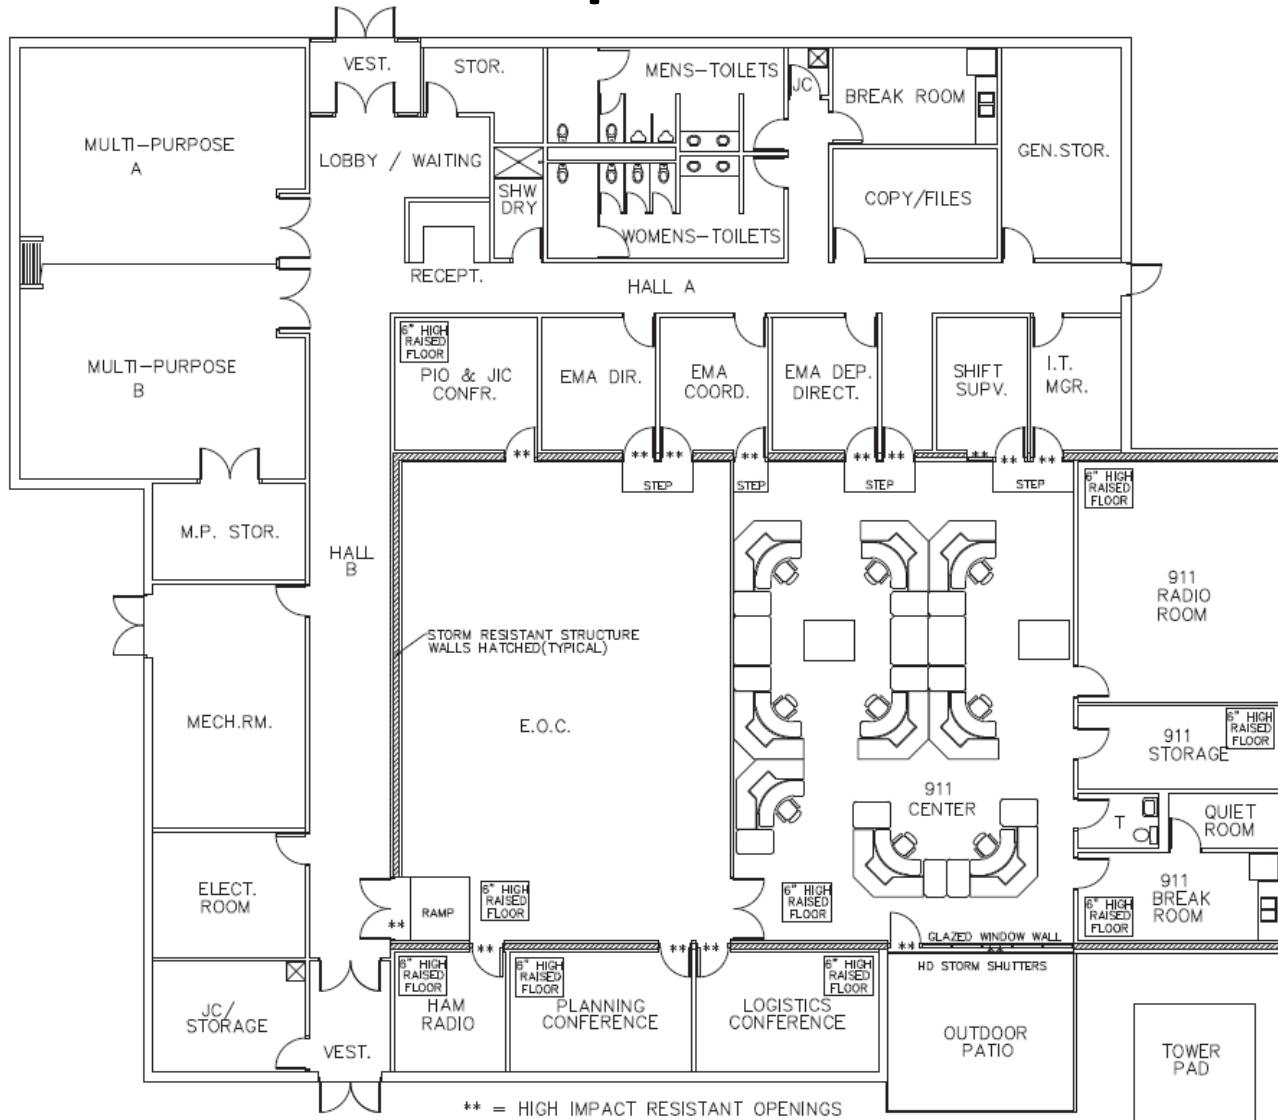 VEST.
STOR.
MENS-TOILETS
JC
BREAK ROOM
MULTI-PURPOSE
A
LOBBY / WAITING
GEN.STOR.
SHW
DRY
COPY/FILES
WOMENS-TOILETS
RECEPT.
HALL A
6" HIGH
RAISED
FLOOR
PIO & JIC
CONFR.
EMA DIR.
EMA
COORD.
EMA DEP.
DIRECT.
SHIFT
SUPV.
I.T.
MGR.
MULTI-PURPOSE
B
**
**
**
**
**
**
**
**
**
STEP
STEP
STEP
STEP
6" HIGH
RAISED
FLOOR
M.P. STOR.
HALL
B
911
RADIO
ROOM
STORM RESISTANT STRUCTURE
WALLS HATCHED(TYPICAL)
MECH.RM.
E.O.C.
911
STORAGE
6" HIGH
RAISED
FLOOR
911
CENTER
T
QUIET
ROOM
ELECT.
ROOM
**
RAMP
6" HIGH
RAISED
FLOOR
6" HIGH
RAISED
FLOOR
911
BREAK
ROOM
6" HIGH
RAISED
FLOOR
**
**
**
**
GLAZED WINDOW WALL
**
HD STORM SHUTTERS
6" HIGH
RAISED
FLOOR
HAM
RADIO
6" HIGH
RAISED
FLOOR
PLANNING
CONFERENCE
6" HIGH
RAISED
FLOOR
LOGISTICS
CONFERENCE
JC/
STORAGE
VEST.
OUTDOOR
PATIO
TOWER
PAD
** = HIGH IMPACT RESISTANT OPENINGS